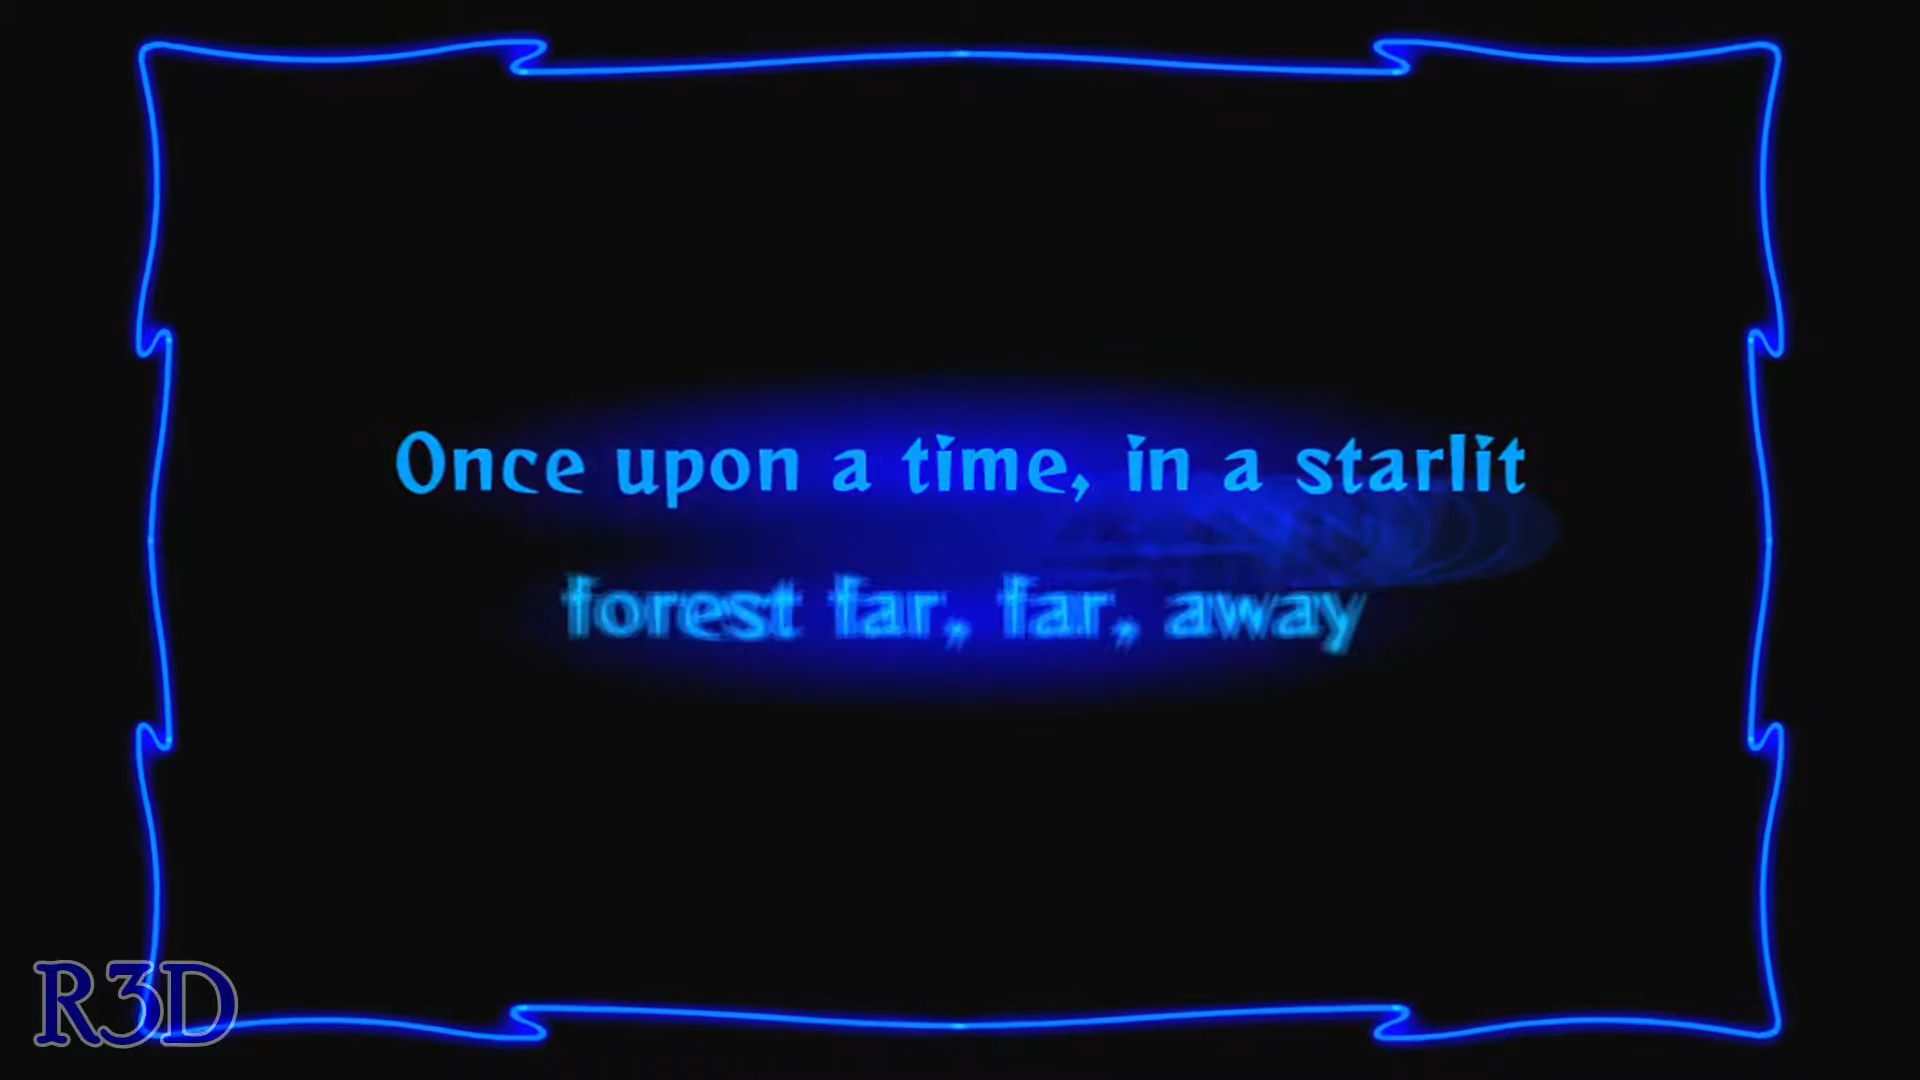 Once upon a time, in a starlit
forest far, far, away
R3D